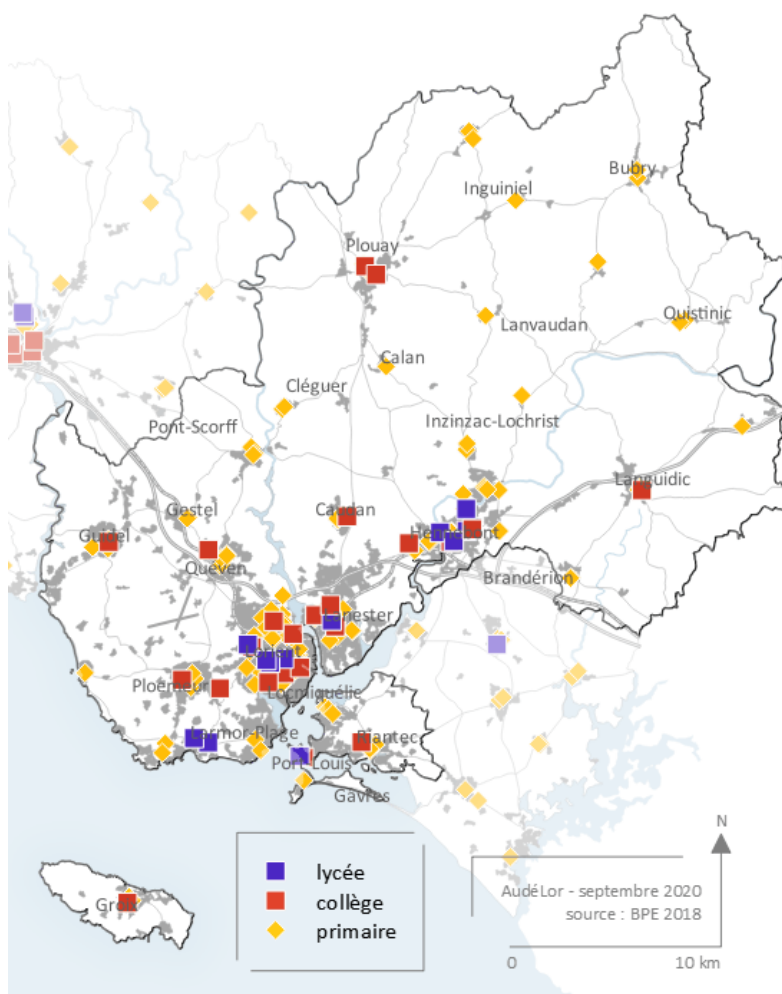 Bubry
Inguiniel
Plouay
Quistinic
Lanvaudan
Calan
Cléguer
Inzinzac-Lochrist
Pont-Scorff
Languidic
Gestel
Caudan
Guidel
Hennebont
Quéven
Brandérion
Lanester
Lorient
Ploemeur
Locmiquélic
Larmor-Plage
Riantec
Port-Louis
Gâvres
N
lycée
collège
primaire
AudéLor - septembre 2020
source : BPE 2018
Groix
0 10 km